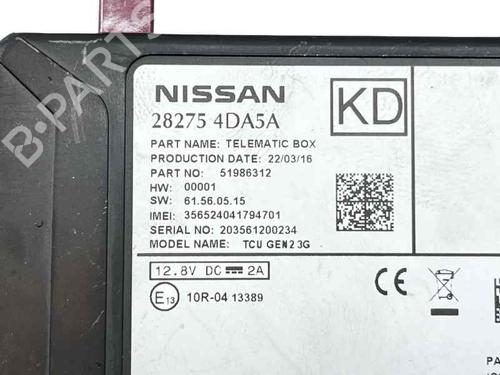 NISSAN
KD
28275 4DA5A
PART NAME: TELEMATIC BOX
PRODUCTION DATE: 22/03/16
PART NO: 51986312
HW: 00001
SW: 61.56.05.15
IMEI: 356524041794701
SERIAL NO: 203561200234
MODEL NAME: TCU GEN2 3G
12.8V DC 2A
E13 10R-04 13389
CE
PA
B-PARTS